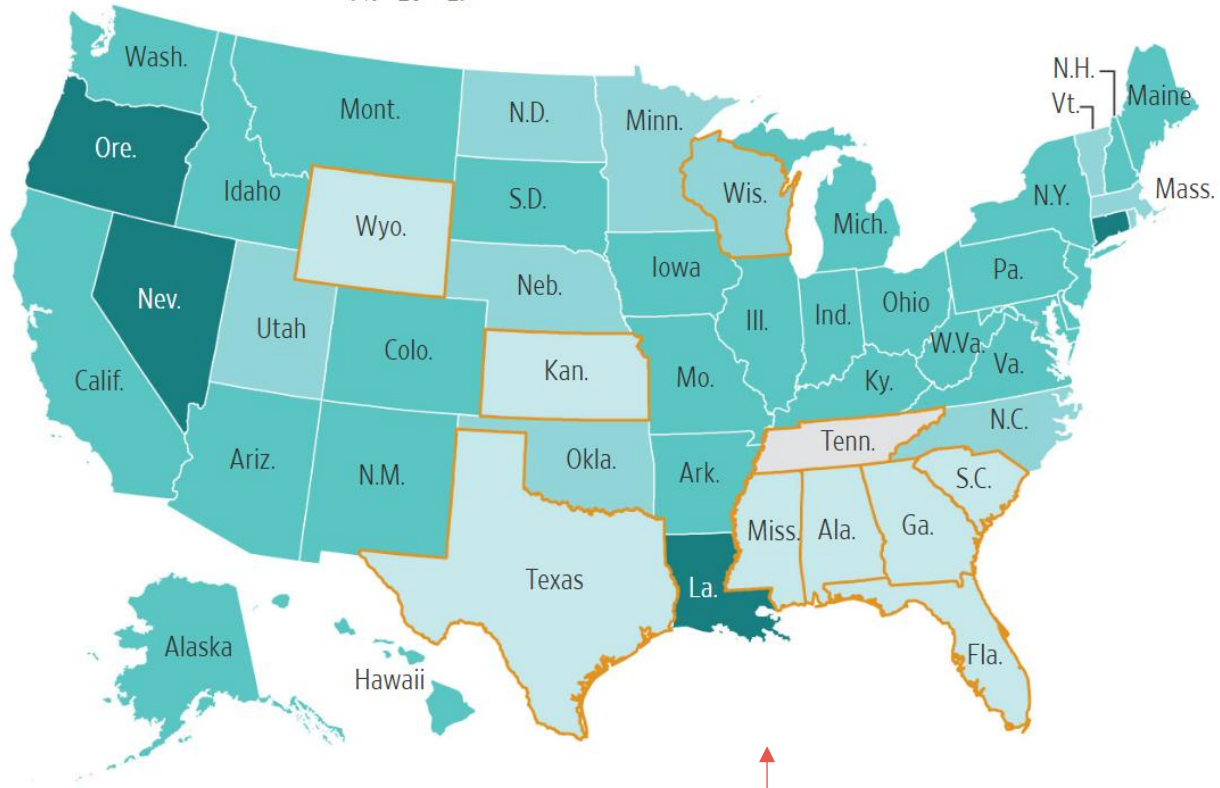 Wash.
Mont.
N.D.
Minn.
N.H.
Vt.
Maine
Ore.
Idaho
Wyo.
S.D.
Wis.
Mich.
N.Y.
Mass.
Nev.
Utah
Neb.
Iowa
Ill.
Ind.
Ohio
Pa.
Calif.
Colo.
Kan.
Mo.
Ky.
W.Va.
Va.
Ariz.
N.M.
Okla.
Ark.
Tenn.
N.C.
Texas
La.
Miss.
Ala.
Ga.
S.C.
Fla.
Alaska
Hawaii